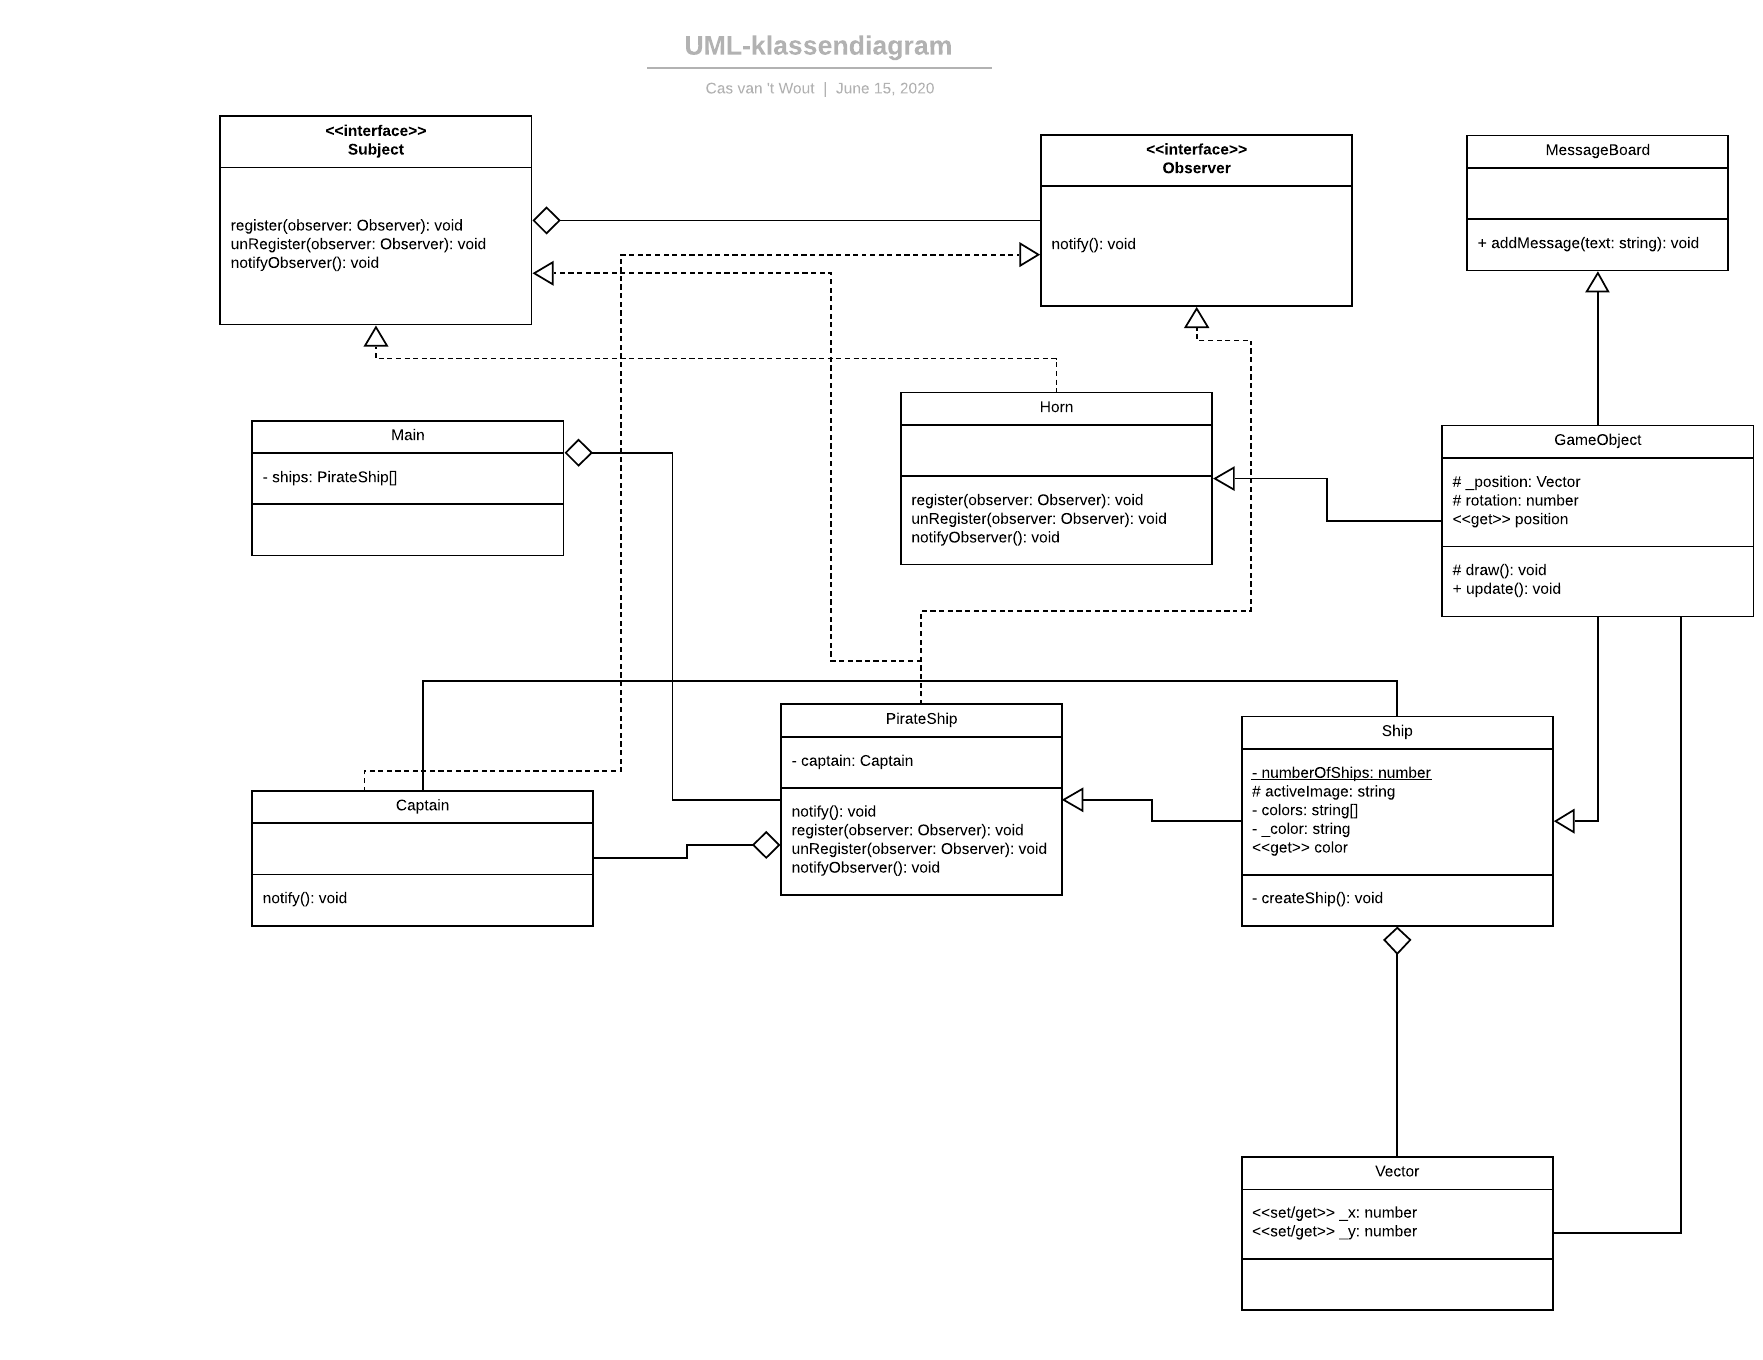 UML-klassendiagram
Cas van 't Wout | June 15, 2020
<<interface>>
Subject
register(observer: Observer): void
unRegister(observer: Observer): void
notifyObserver(): void
<<interface>>
Observer
notify(): void
MessageBoard
+ addMessage(text: string): void
Main
- ships: PirateShip[]
Horn
register(observer: Observer): void
unRegister(observer: Observer): void
notifyObserver(): void
GameObject
# _position: Vector
# rotation: number
<<get>> position
# draw(): void
+ update(): void
Captain
notify(): void
PirateShip
- captain: Captain
notify(): void
register(observer: Observer): void
unRegister(observer: Observer): void
notifyObserver(): void
Ship
- numberOfShips: number
# activeImage: string
- colors: string[]
- _color: string
<<get>> color
- createShip(): void
Vector
<<set/get>> _x: number
<<set/get>> _y: number